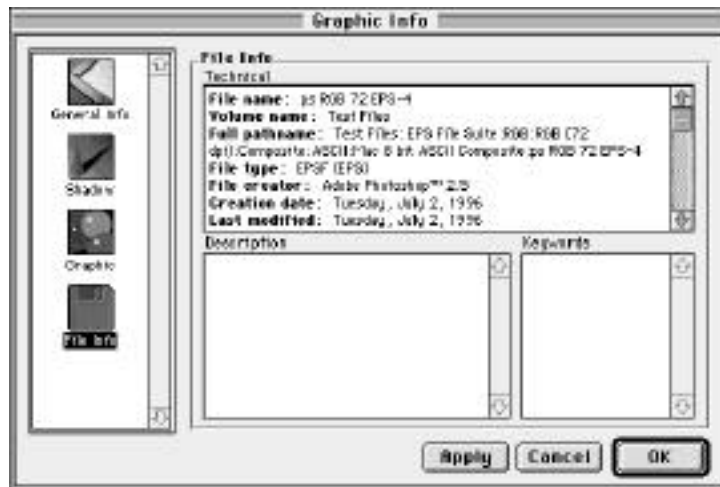 Graphic Info
General Info
Shadow
Graphic
File Info
File Info
Technical
File name: ps RGB 72 EPS-4
Volume name: Test Files
Full pathname: Test Files: EPS File Suite RGB: RGB (72
dpi):Composite: ASCII:Mac 8 bit ASCII Composite:ps RGB 72 EPS-4
File type: EPSF (EPS)
File creator: Adobe Photoshop™ 2.5
Creation date: Tuesday, July 2, 1996
Last modified: Tuesday, July 2, 1996
Description
Keywords
Apply
Cancel
OK